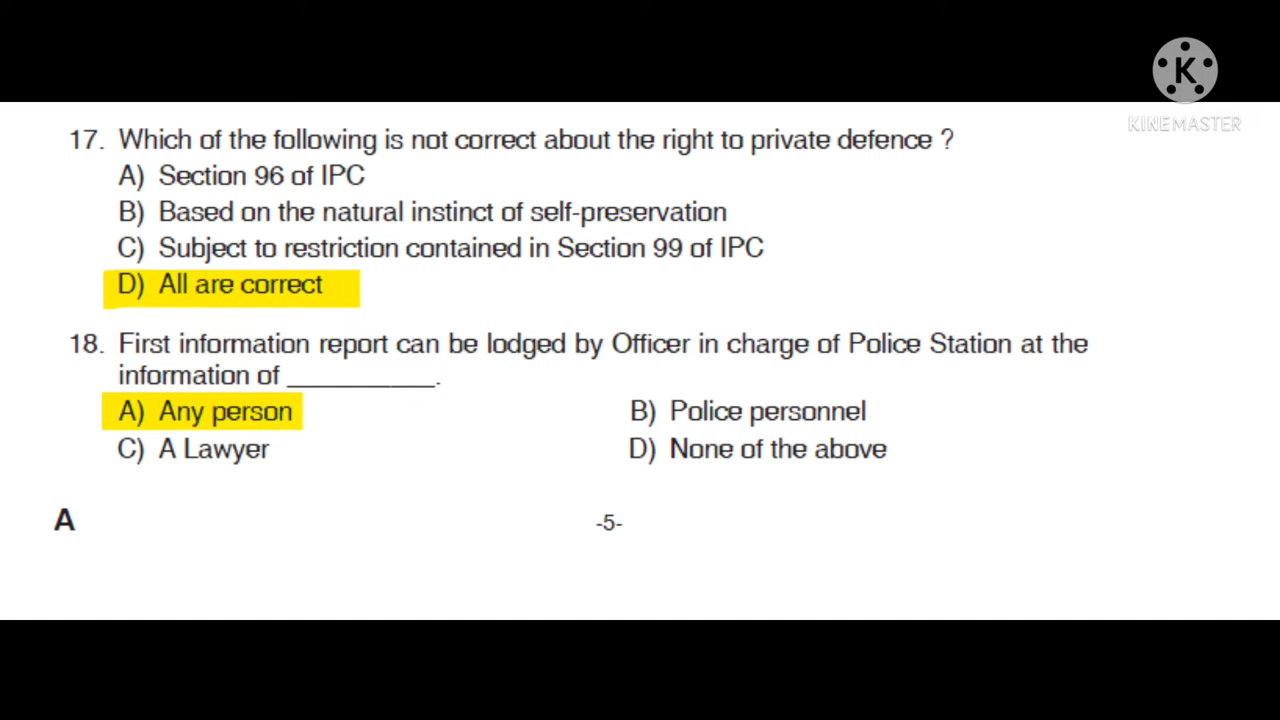 K
KINEMASTER
17. Which of the following is not correct about the right to private defence ?
A) Section 96 of IPC
B) Based on the natural instinct of self-preservation
C) Subject to restriction contained in Section 99 of IPC
D) All are correct
18. First information report can be lodged by Officer in charge of Police Station at the
information of __________.
A) Any person B) Police personnel
C) A Lawyer D) None of the above
A -5-